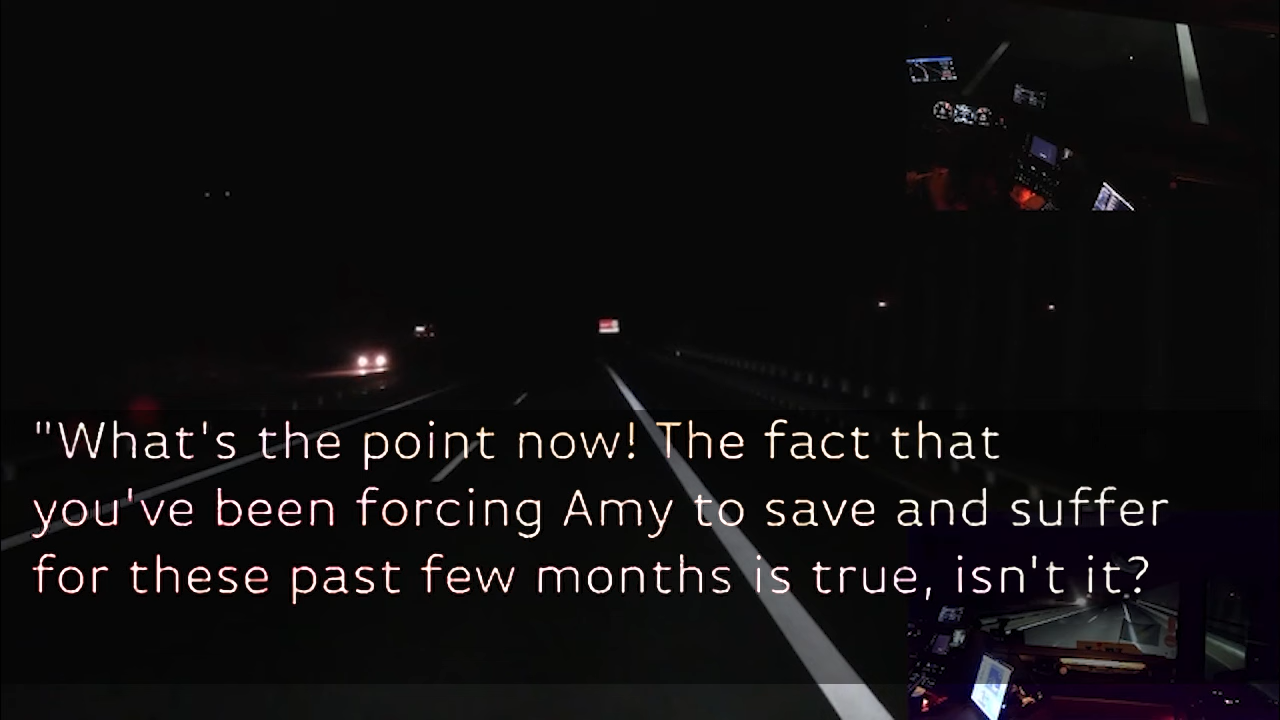 "What's the point now! The fact that
you've been forcing Amy to save and suffer
for these past few months is true, isn't it?